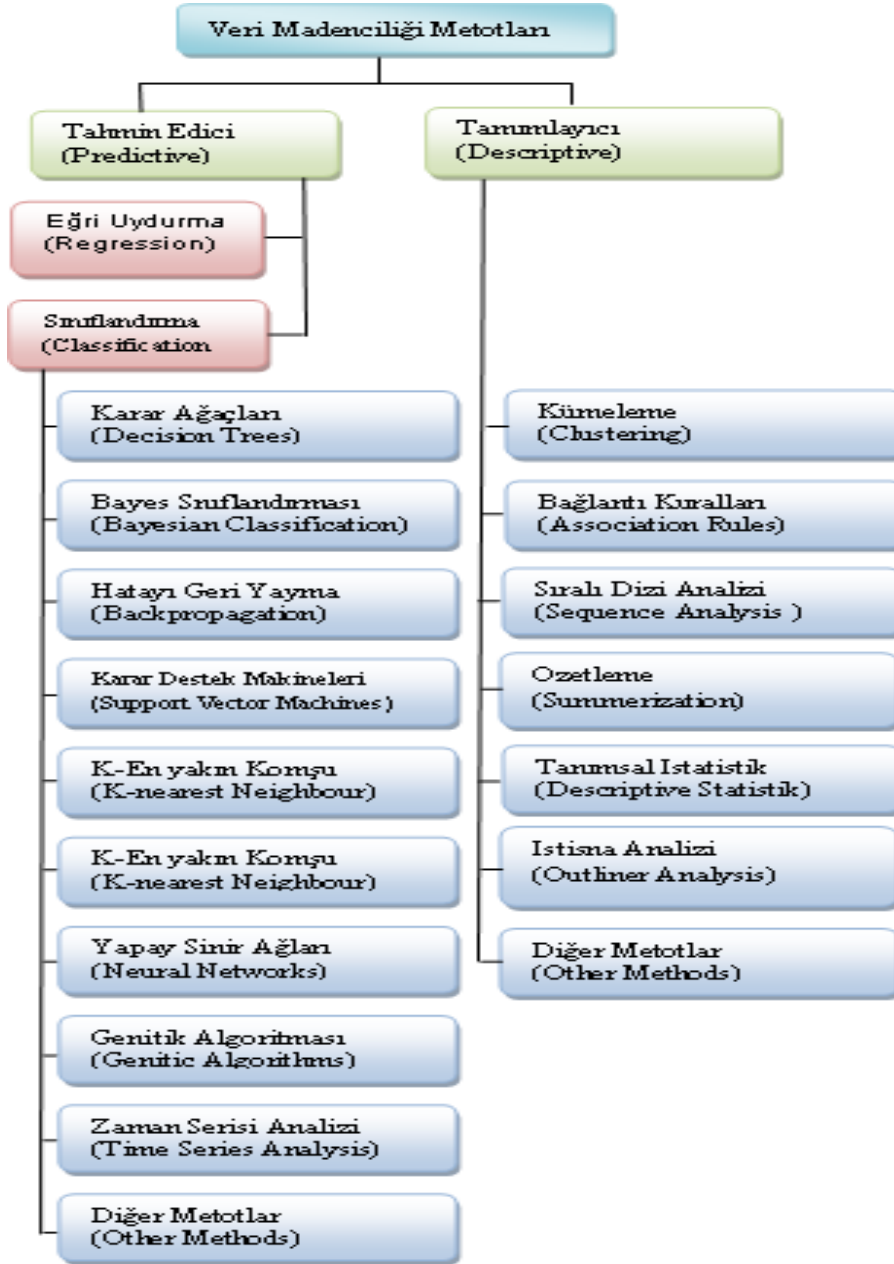 Veri Madenciliği Metotları
Tahmin Edici
(Predictive)
Eğri Uydurma
(Regression)
Sınıflandırma
(Classification
Karar Ağaçları
(Decision Trees)
Bayes Sınıflandırması
(Bayesian Classification)
Hatayı Geri Yayma
(Backpropagation)
Karar Destek Makineleri
(Support Vector Machines)
K-En yakın Komşu
(K-nearest Neighbour)
K-En yakın Komşu
(K-nearest Neighbour)
Yapay Sinir Ağları
(Neural Networks)
Genitik Algoritması
(Genitic Algorithms)
Zaman Serisi Analizi
(Time Series Analysis)
Diğer Metotlar
(Other Methods)
Tanımlayıcı
(Descriptive)
Kümeleme
(Clustering)
Bağlantı Kuralları
(Association Rules)
Sıralı Dizi Analizi
(Sequence Analysis )
Ozetleme
(Summerization)
Tanımsal Istatistik
(Descriptive Statistik)
Istisna Analizi
(Outliner Analysis)
Diğer Metotlar
(Other Methods)